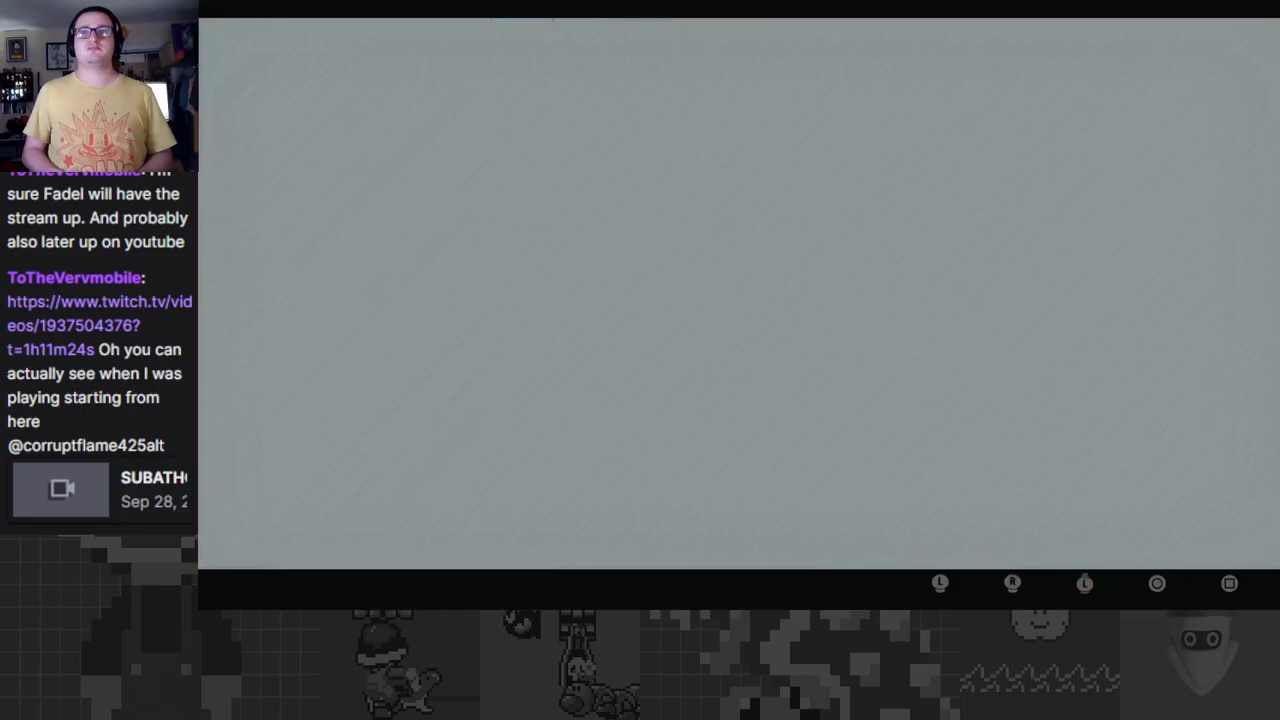 ToTheVervmobile: I'm
sure Fadel will have the
stream up. And probably
also later up on youtube
ToTheVervmobile:
https://www.twitch.tv/vid
eos/1937504376?
t=1h11m24s Oh you can
actually see when I was
playing starting from
here
@corruptflame425alt
SUBATH
Sep 28, 2
L R L